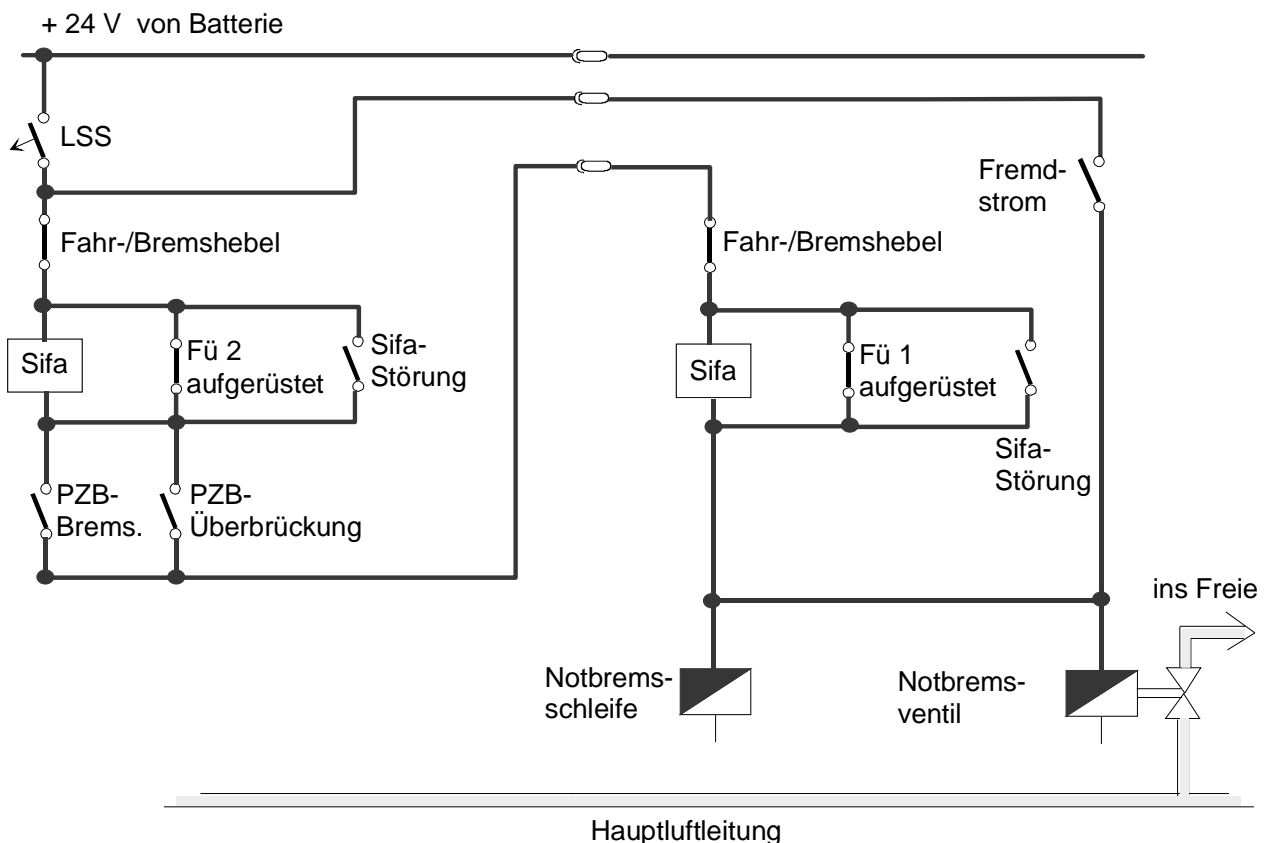 + 24 V von Batterie
LSS
Fremd-
strom
Fahr-/Bremshebel
Fahr-/Bremshebel
Sifa
Fü 2
aufgerüstet
Sifa-
Störung
Sifa
Fü 1
aufgerüstet
Sifa-
Störung
PZB-
Brems.
PZB-
Überbrückung
ins Freie
Notbrems-
schleife
Notbrems-
ventil
Hauptluftleitung